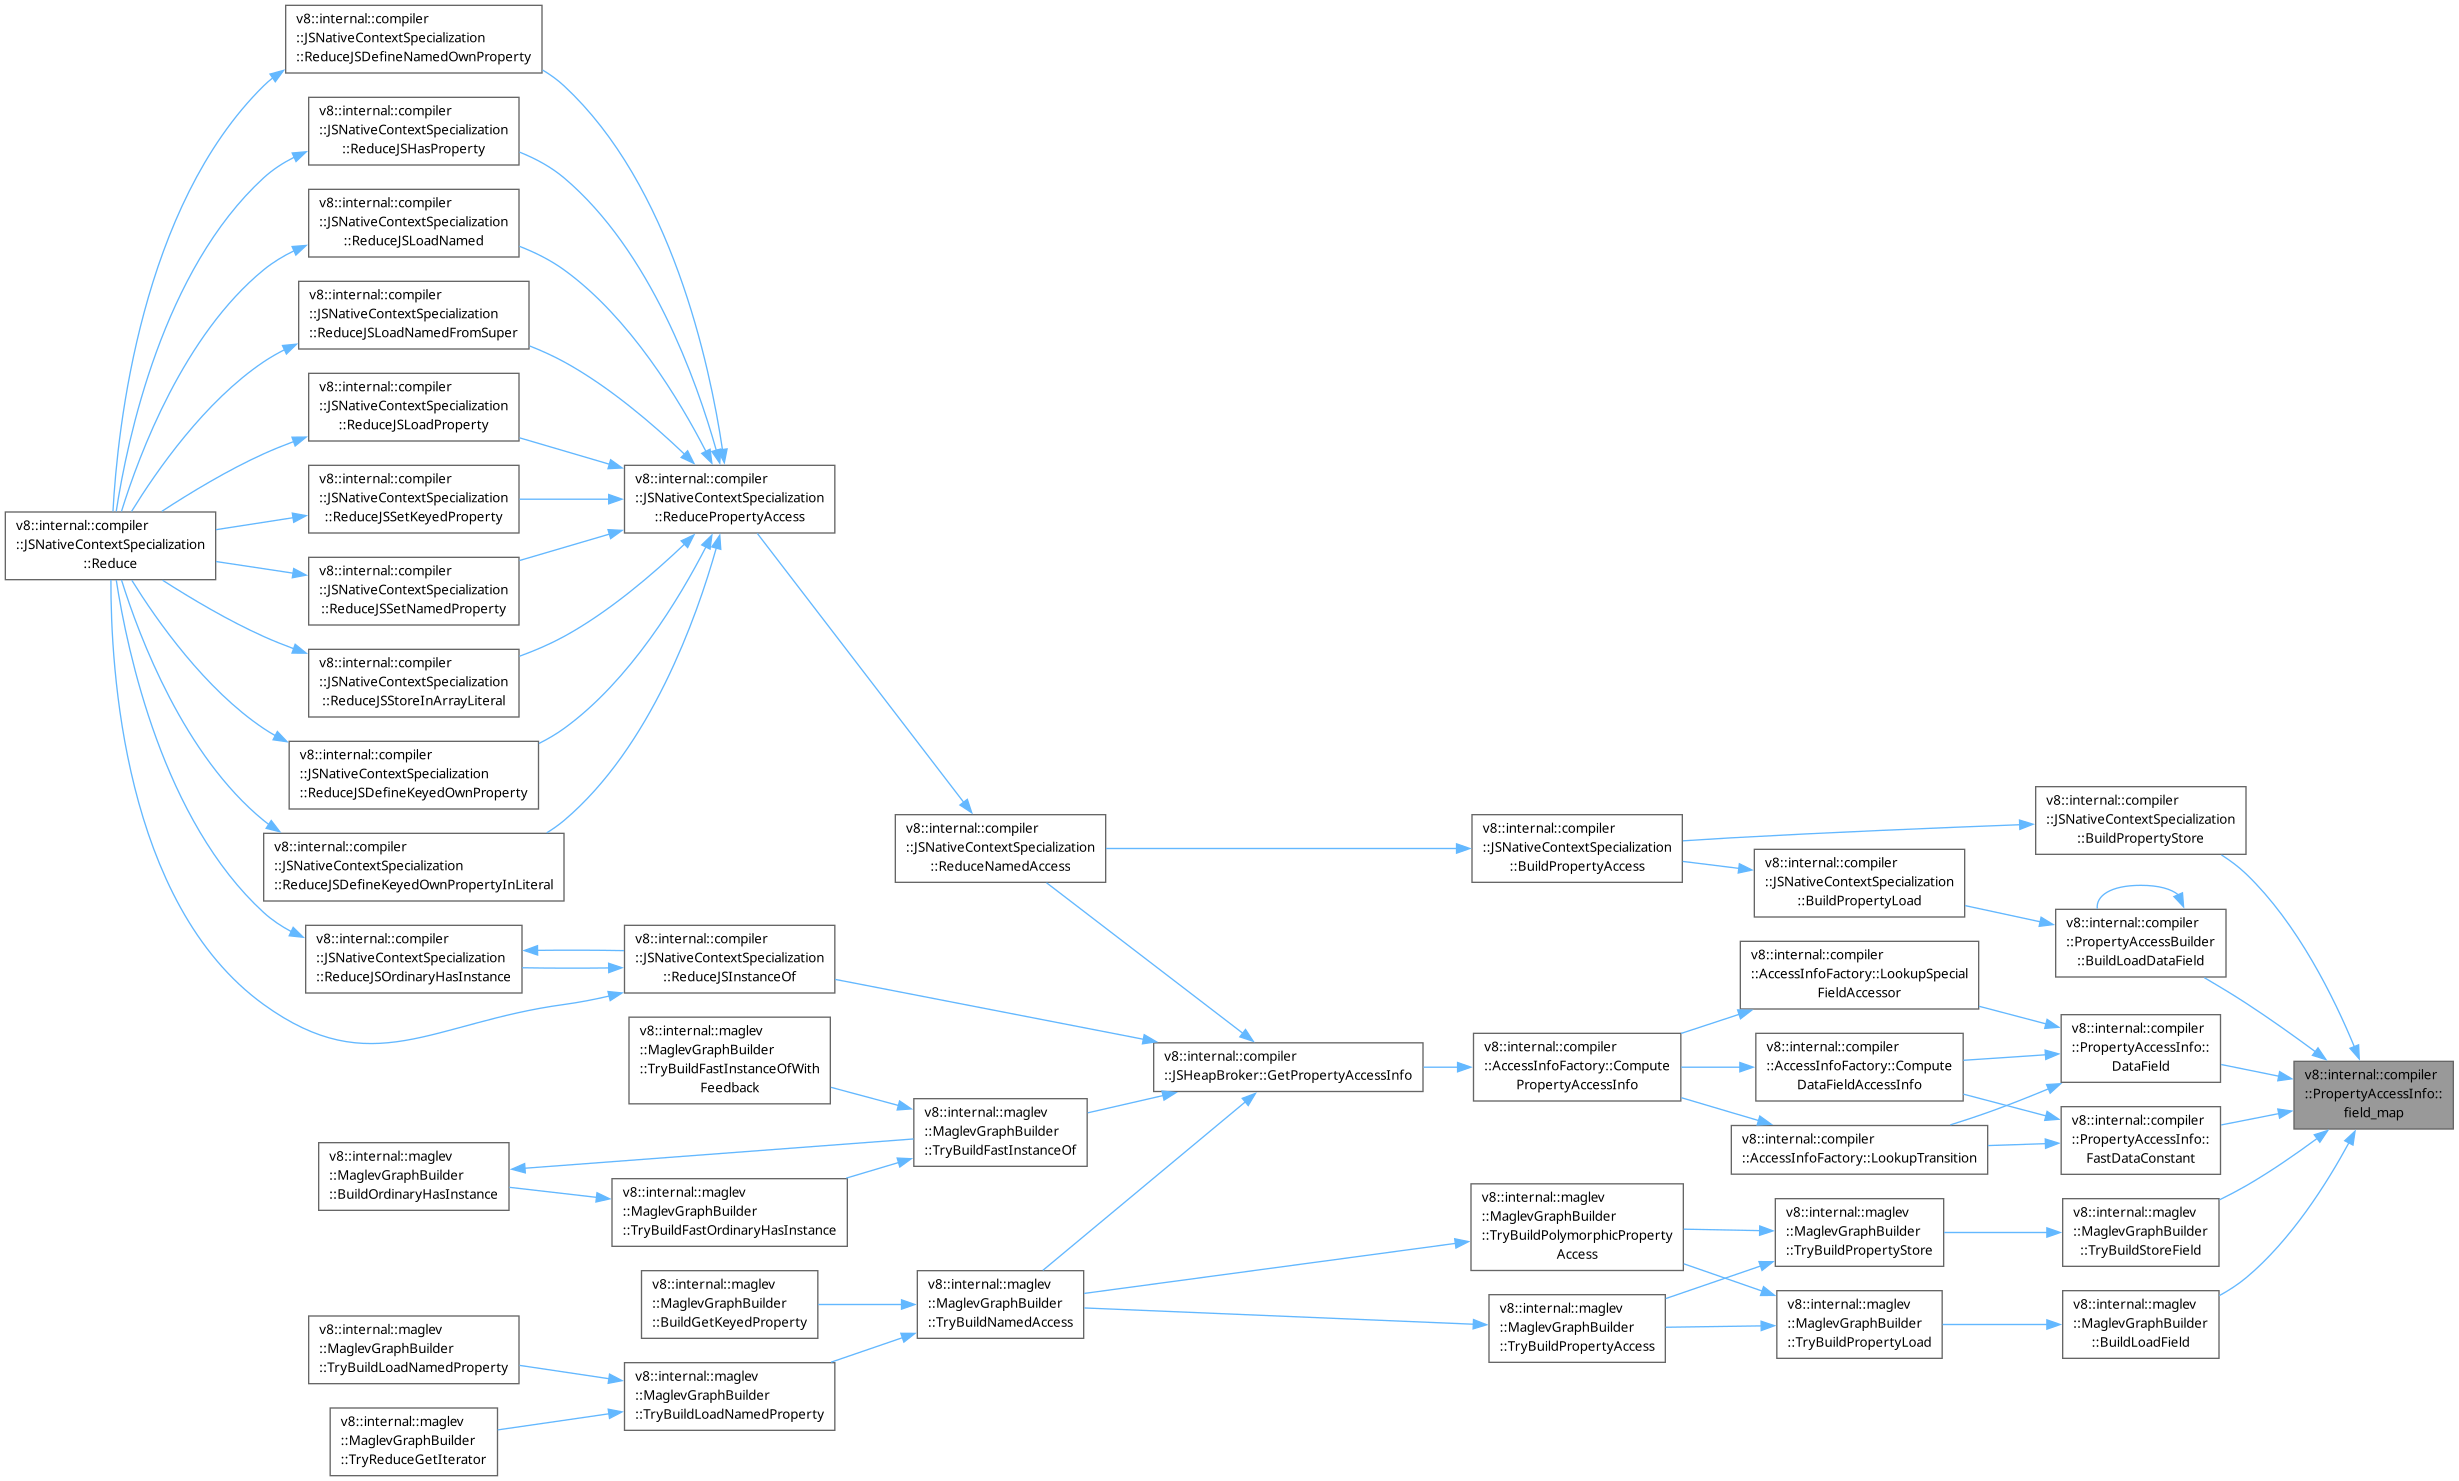 v8::internal::compiler
::JSNativeContextSpecialization
::Reduce
v8::internal::compiler
::JSNativeContextSpecialization
::ReduceJSDefineNamedOwnProperty
v8::internal::compiler
::JSNativeContextSpecialization
::ReduceJSHasProperty
v8::internal::compiler
::JSNativeContextSpecialization
::ReduceJSLoadNamed
v8::internal::compiler
::JSNativeContextSpecialization
::ReduceJSLoadNamedFromSuper
v8::internal::compiler
::JSNativeContextSpecialization
::ReduceJSLoadProperty
v8::internal::compiler
::JSNativeContextSpecialization
::ReduceJSSetKeyedProperty
v8::internal::compiler
::JSNativeContextSpecialization
::ReduceJSSetNamedProperty
v8::internal::compiler
::JSNativeContextSpecialization
::ReduceJSStoreInArrayLiteral
v8::internal::compiler
::JSNativeContextSpecialization
::ReduceJSDefineKeyedOwnProperty
v8::internal::compiler
::JSNativeContextSpecialization
::ReduceJSDefineKeyedOwnPropertyInLiteral
v8::internal::compiler
::JSNativeContextSpecialization
::ReduceJSOrdinaryHasInstance
v8::internal::maglev
::MaglevGraphBuilder
::BuildOrdinaryHasInstance
v8::internal::maglev
::MaglevGraphBuilder
::TryBuildLoadNamedProperty
v8::internal::maglev
::MaglevGraphBuilder
::TryReduceGetIterator
v8::internal::compiler
::JSNativeContextSpecialization
::ReducePropertyAccess
v8::internal::compiler
::JSNativeContextSpecialization
::ReduceJSInstanceOf
v8::internal::maglev
::MaglevGraphBuilder
::TryBuildFastInstanceOfWith
Feedback
v8::internal::maglev
::MaglevGraphBuilder
::TryBuildFastOrdinaryHasInstance
v8::internal::maglev
::MaglevGraphBuilder
::BuildGetKeyedProperty
v8::internal::maglev
::MaglevGraphBuilder
::TryBuildLoadNamedProperty
v8::internal::compiler
::JSNativeContextSpecialization
::ReduceNamedAccess
v8::internal::maglev
::MaglevGraphBuilder
::TryBuildFastInstanceOf
v8::internal::maglev
::MaglevGraphBuilder
::TryBuildNamedAccess
v8::internal::compiler
::JSHeapBroker::GetPropertyAccessInfo
v8::internal::compiler
::JSNativeContextSpecialization
::BuildPropertyAccess
v8::internal::compiler
::AccessInfoFactory::Compute
PropertyAccessInfo
v8::internal::maglev
::MaglevGraphBuilder
::TryBuildPolymorphicProperty
Access
v8::internal::maglev
::MaglevGraphBuilder
::TryBuildPropertyAccess
v8::internal::compiler
::JSNativeContextSpecialization
::BuildPropertyLoad
v8::internal::compiler
::AccessInfoFactory::LookupSpecial
FieldAccessor
v8::internal::compiler
::AccessInfoFactory::Compute
DataFieldAccessInfo
v8::internal::compiler
::AccessInfoFactory::LookupTransition
v8::internal::maglev
::MaglevGraphBuilder
::TryBuildPropertyStore
v8::internal::maglev
::MaglevGraphBuilder
::TryBuildPropertyLoad
v8::internal::compiler
::JSNativeContextSpecialization
::BuildPropertyStore
v8::internal::compiler
::PropertyAccessBuilder
::BuildLoadDataField
v8::internal::compiler
::PropertyAccessInfo::
DataField
v8::internal::compiler
::PropertyAccessInfo::
FastDataConstant
v8::internal::maglev
::MaglevGraphBuilder
::TryBuildStoreField
v8::internal::maglev
::MaglevGraphBuilder
::BuildLoadField
v8::internal::compiler
::PropertyAccessInfo::
field_map